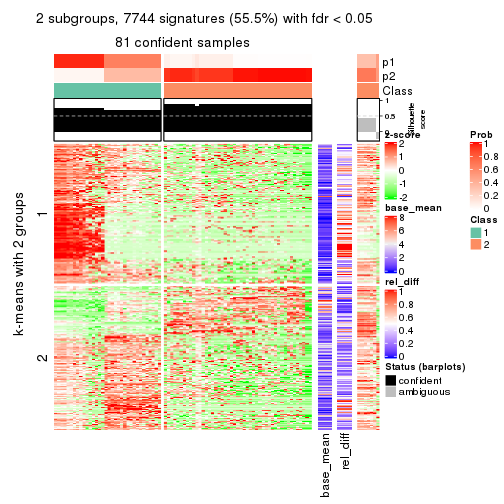 2 subgroups, 7744 signatures (55.5%) with fdr < 0.05
81 confident samples
p1
p2
Class
1
0.5
0
Silhouette
score
k-means with 2 groups
1
2
base_mean
rel_diff
z-score
2
1
0
-1
-2
base_mean
8
6
4
2
0
rel_diff
1
0.8
0.6
0.4
0.2
0
Status (barplots)
confident
ambiguous
Prob
1
0.8
0.6
0.4
0.2
0
Class
1
2